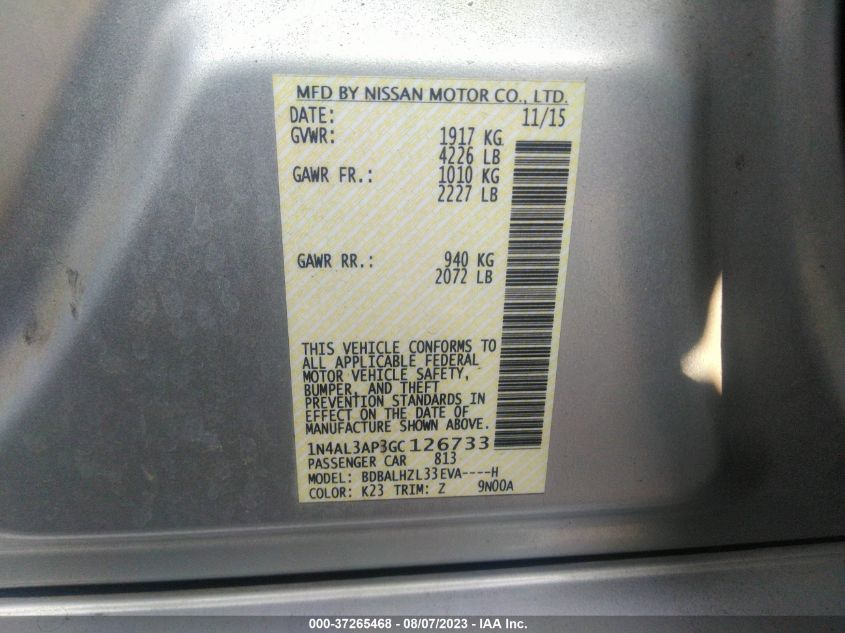 MFD BY NISSAN MOTOR CO., LTD.
DATE: 11/15
GVWR: 1917 KG
4226 LB
GAWR FR.: 1010 KG
2227 LB
GAWR RR.: 940 KG
2072 LB
THIS VEHICLE CONFORMS TO
ALL APPLICABLE FEDERAL
MOTOR VEHICLE SAFETY,
BUMPER, AND THEFT
PREVENTION STANDARDS IN
EFFECT ON THE DATE OF
MANUFACTURE SHOWN ABOVE.
1N4AL3AP3GC126733
PASSENGER CAR 813
MODEL: BDBALHZL33EVA----H
COLOR: K23 TRIM: Z 9N00A
000-37265468 - 08/07/2023 - IAA Inc.